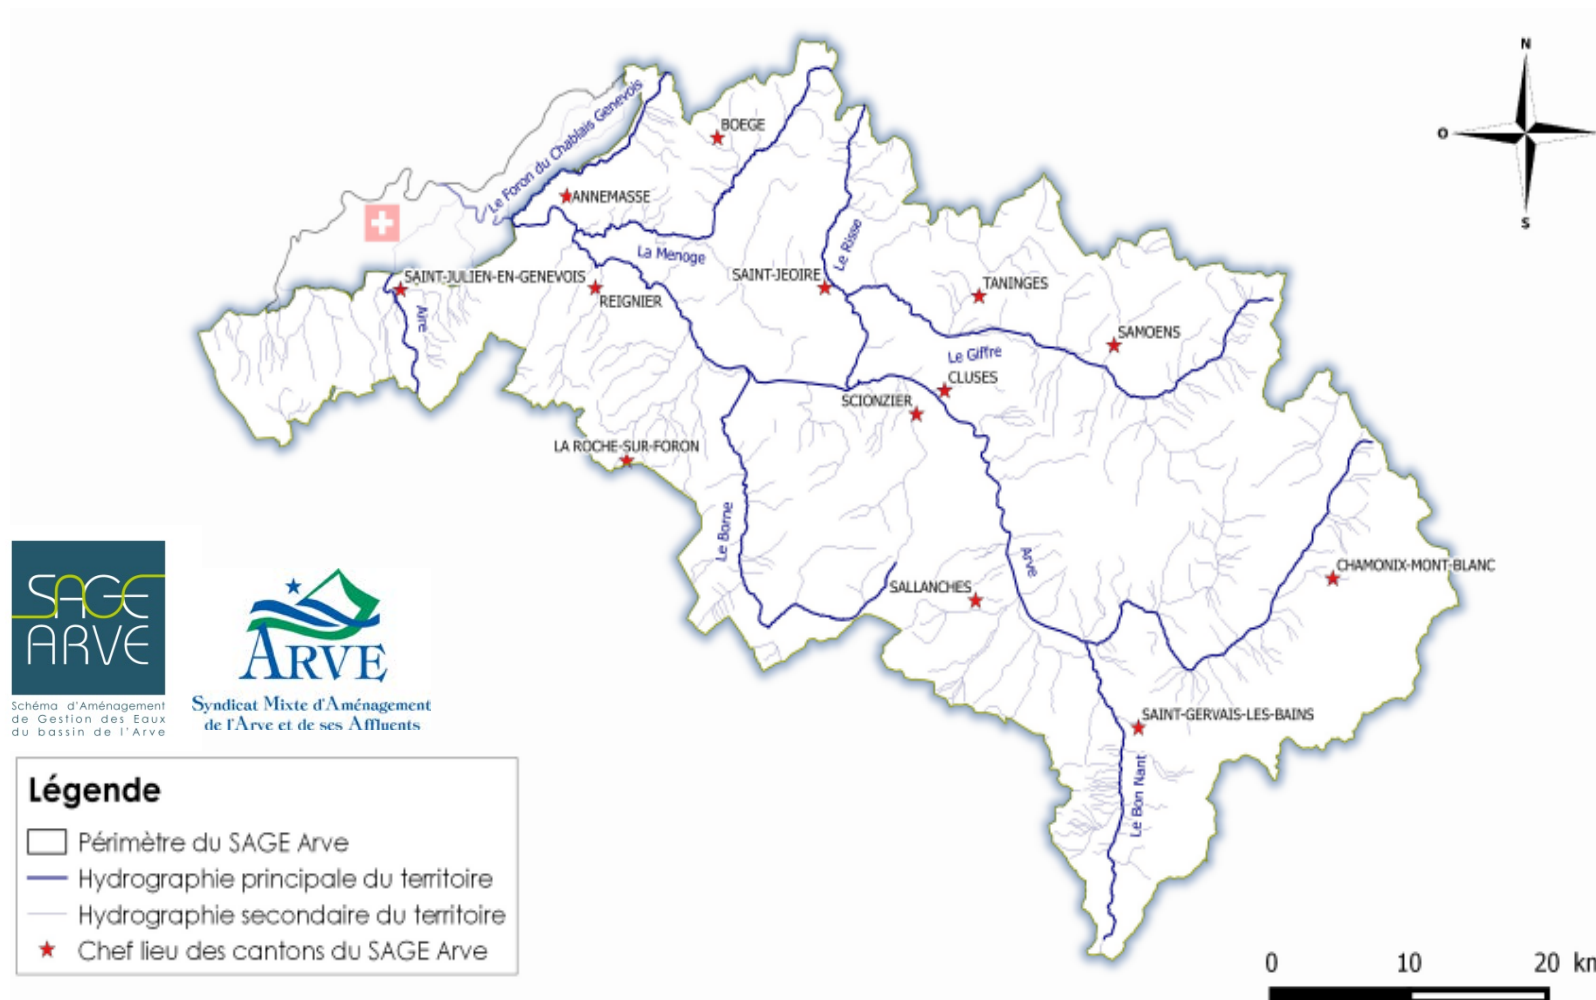 N
O
S
Le Foron du Chablais Genevois
BOEGE
ANNEMASSE
La Menoge
Le Risse
SAINT-JULIEN-EN-GENEVOIS
SAINT-JEOIRE
TANINGES
REIGNIER
Aire
SAMOENS
Le Giffre
CLUSES
SCIONZIER
LA ROCHE-SUR-FORON
Le Borne
Arve
CHAMONIX-MONT-BLANC
SALLANCHES
SAINT-GERVAIS-LES-BAINS
Le Bon Nant
SAGE
ARVE
Schéma d'Aménagement
de Gestion des Eaux
du bassin de l'Arve
ARVE
Syndicat Mixte d'Aménagement
de l'Arve et de ses Affluents
Légende
Périmètre du SAGE Arve
Hydrographie principale du territoire
Hydrographie secondaire du territoire
Chef lieu des cantons du SAGE Arve
0 10 20 km